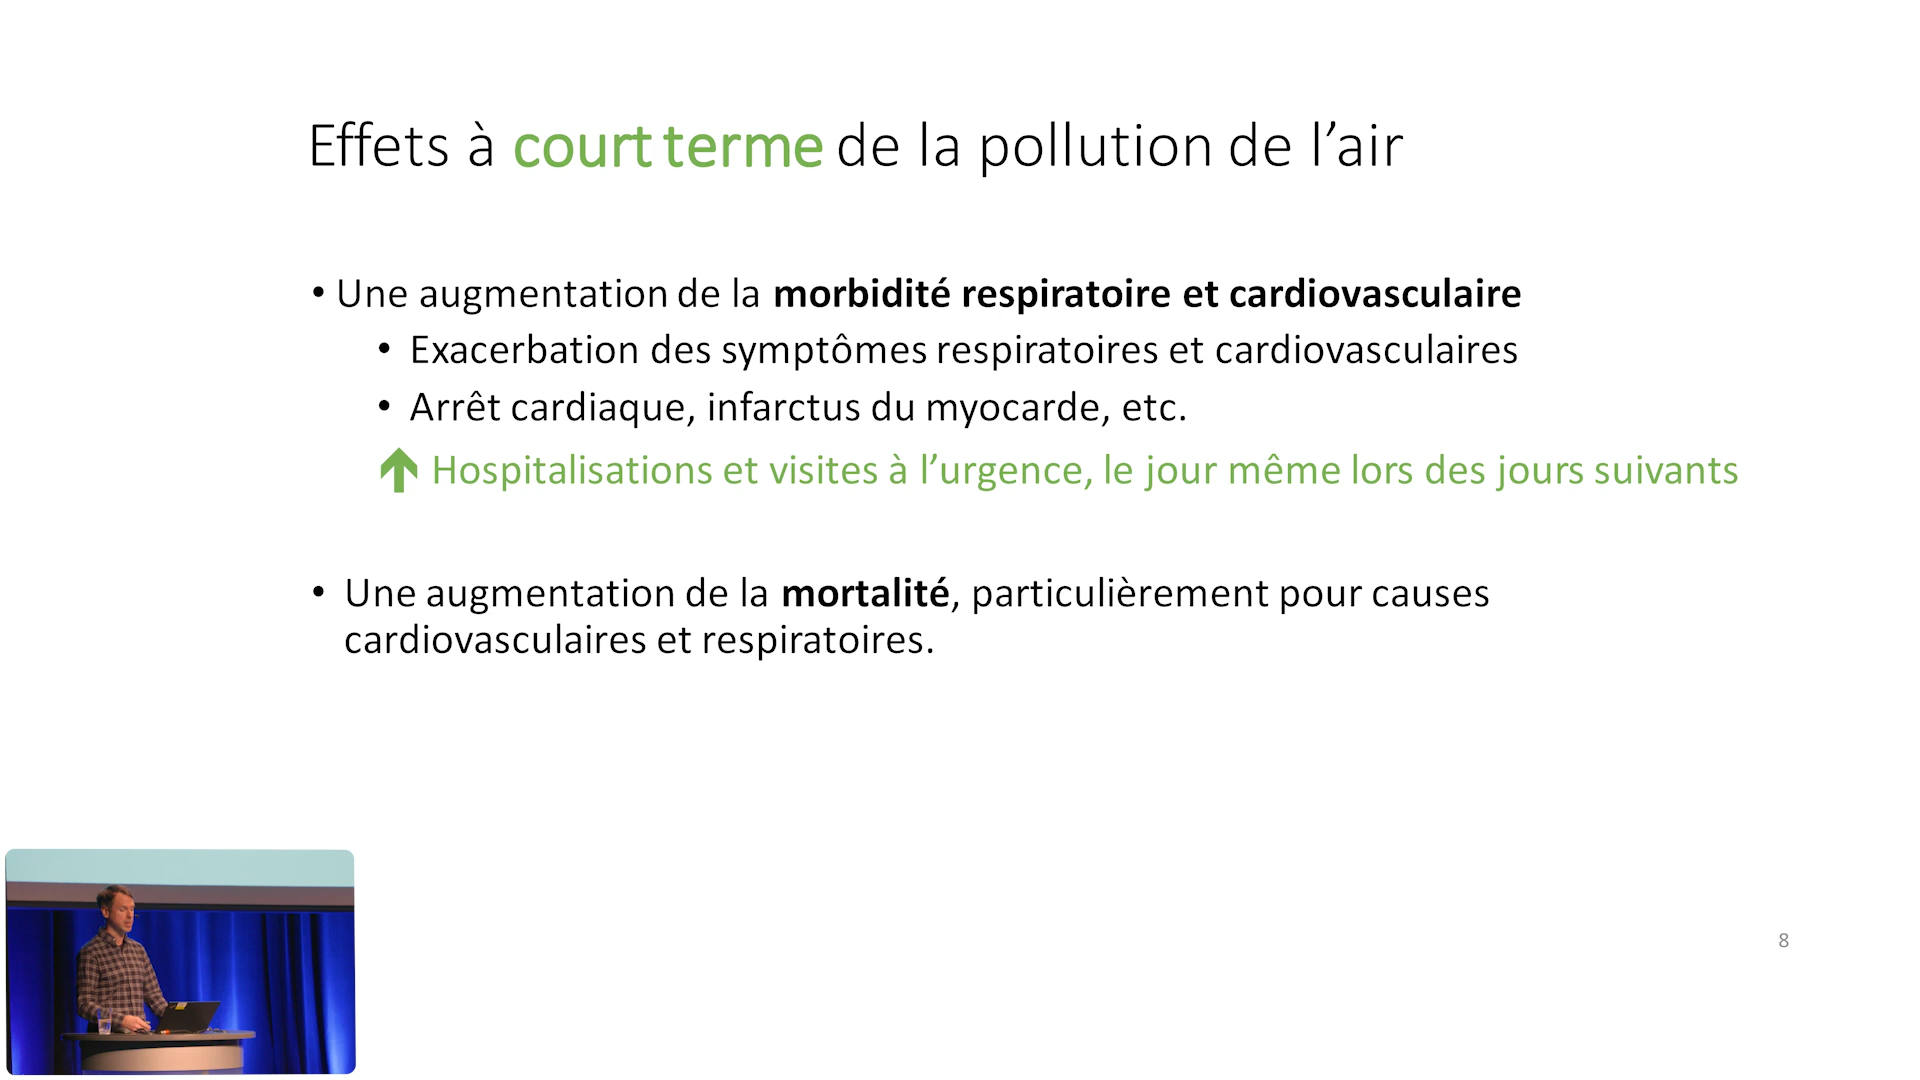 Effets à court terme de la pollution de l’air
• Une augmentation de la morbidité respiratoire et cardiovasculaire
• Exacerbation des symptômes respiratoires et cardiovasculaires
• Arrêt cardiaque, infarctus du myocarde, etc.
↑ Hospitalisations et visites à l’urgence, le jour même lors des jours suivants
• Une augmentation de la mortalité, particulièrement pour causes
cardiovasculaires et respiratoires.
8